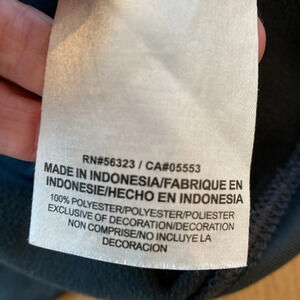 RN#56323 / CA#05553
MADE IN INDONESIA/FABRIQUE EN
INDONESIE/HECHO EN INDONESIA
100% POLYESTER/POLYESTER/POLIESTER
EXCLUSIVE OF DECORATION/DECORATION
NON COMPRISE/NO INCLUYE LA
DECORACION